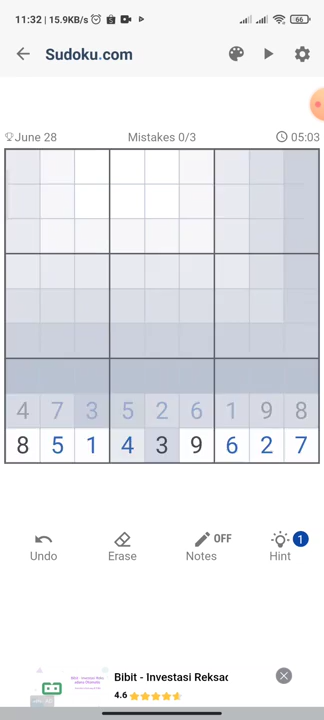 11:32 | 15.9KB/s
66
Sudoku.com
June 28 Mistakes 0/3 05:03
4 7 3 5 2 6 1 9 8
8 5 1 4 3 9 6 2 7
OFF 1
Undo Erase Notes Hint
Bibit - Investasi Reksad
4.6